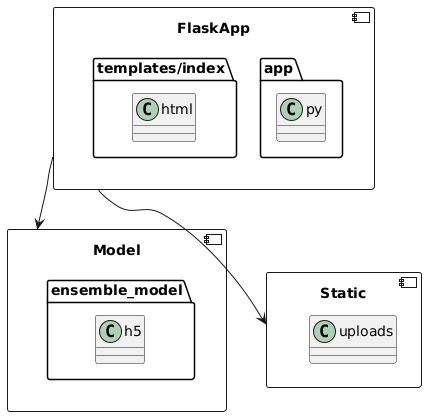 FlaskApp
templates/index
app
C html
C py
Model
ensemble_model
C h5
Static
C uploads